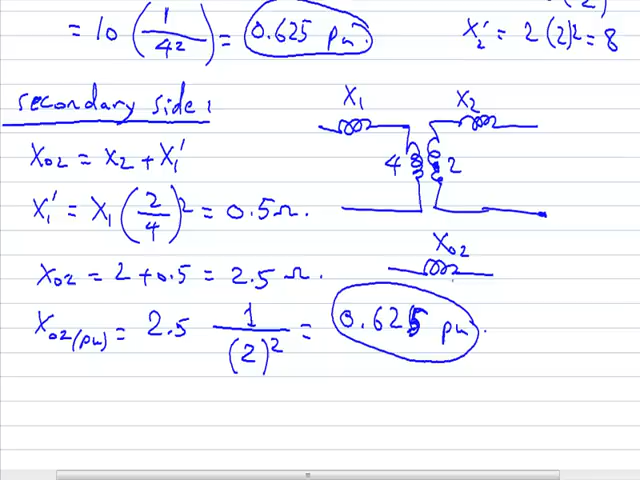 = 10 (1/4²) = 0.625 pu
X₂' = 2 (2)² = 8
secondary side:
X₁ X₂
X₀₂ = X₂ + X₁'
4 2
X₁' = X₁ (2/4)² = 0.5 Ω.
X₀₂
X₀₂ = 2 + 0.5 = 2.5 Ω.
X₀₂(pu) = 2.5 1/(2)² = 0.625 pu.